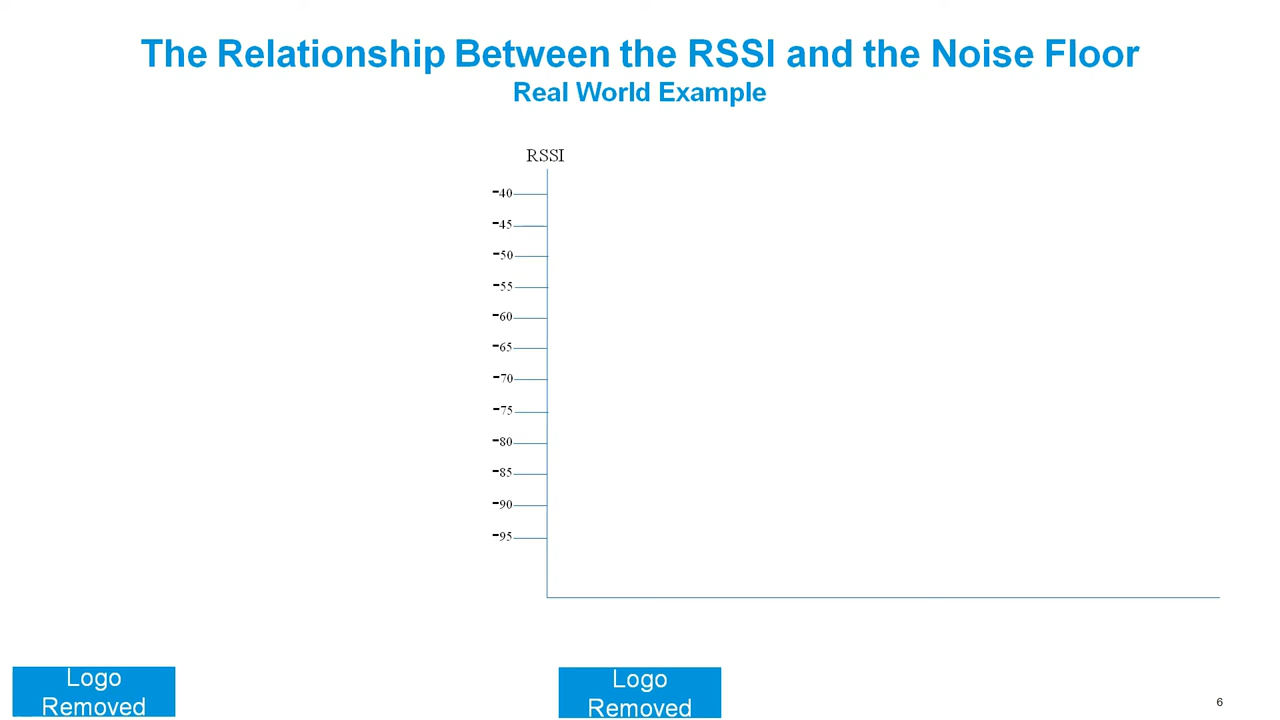 The Relationship Between the RSSI and the Noise Floor
Real World Example
RSSI
-40
-45
-50
-55
-60
-65
-70
-75
-80
-85
-90
-95
Logo
Removed
Logo
Removed
6